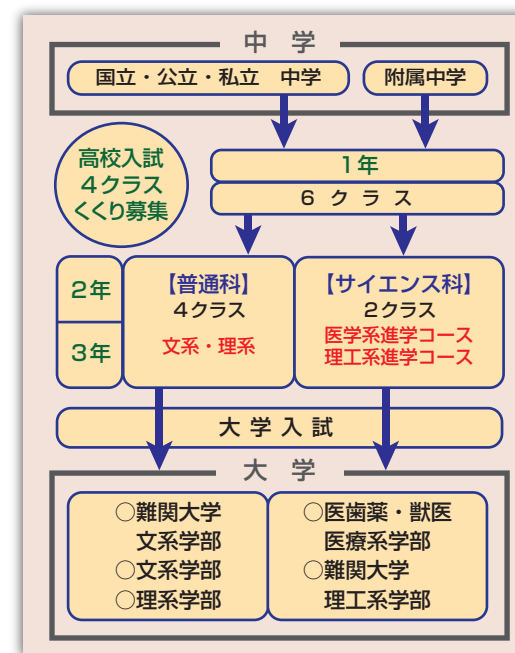 中 学
国立・公立・私立 中学
附属中学
高校入試
4クラス
くくり募集
1年
6 クラス
2年
3年
【普通科】
4クラス
文系・理系
【サイエンス科】
2クラス
医学系進学コース
理工系進学コース
大 学 入 試
大 学
○難関大学
文系学部
○文系学部
○理系学部
○医歯薬・獣医
医療系学部
○難関大学
理工系学部